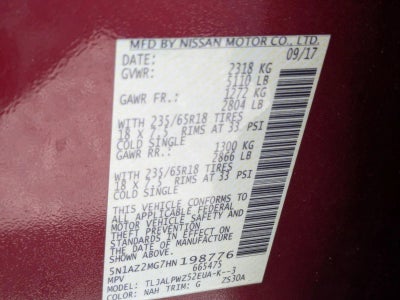 MFD BY NISSAN MOTOR CO., LTD.
DATE: 09/17
GVWR: 2318 KG
5110 LB
GAWR FR.: 1272 KG
2804 LB
WITH 235/65R18 TIRES
18 X 7.5 RIMS AT 33 PSI
COLD SINGLE
GAWR RR.: 1300 KG
2866 LB
WITH 235/65R18 TIRES
18 X 7.5 RIMS AT 33 PSI
COLD SINGLE
THIS VEHICLE CONFORMS
TO ALL APPLICABLE FEDERAL
MOTOR VEHICLE SAFETY AND
THEFT PREVENTION
STANDARDS IN EFFECT ON
THE DATE OF MANUFACTURE
SHOWN ABOVE.
5N1AZ2MG7HN198776
MPV 665475
MODEL: TLJALPWZ52EUA-K--3
COLOR: NAH TRIM: G ZS30A